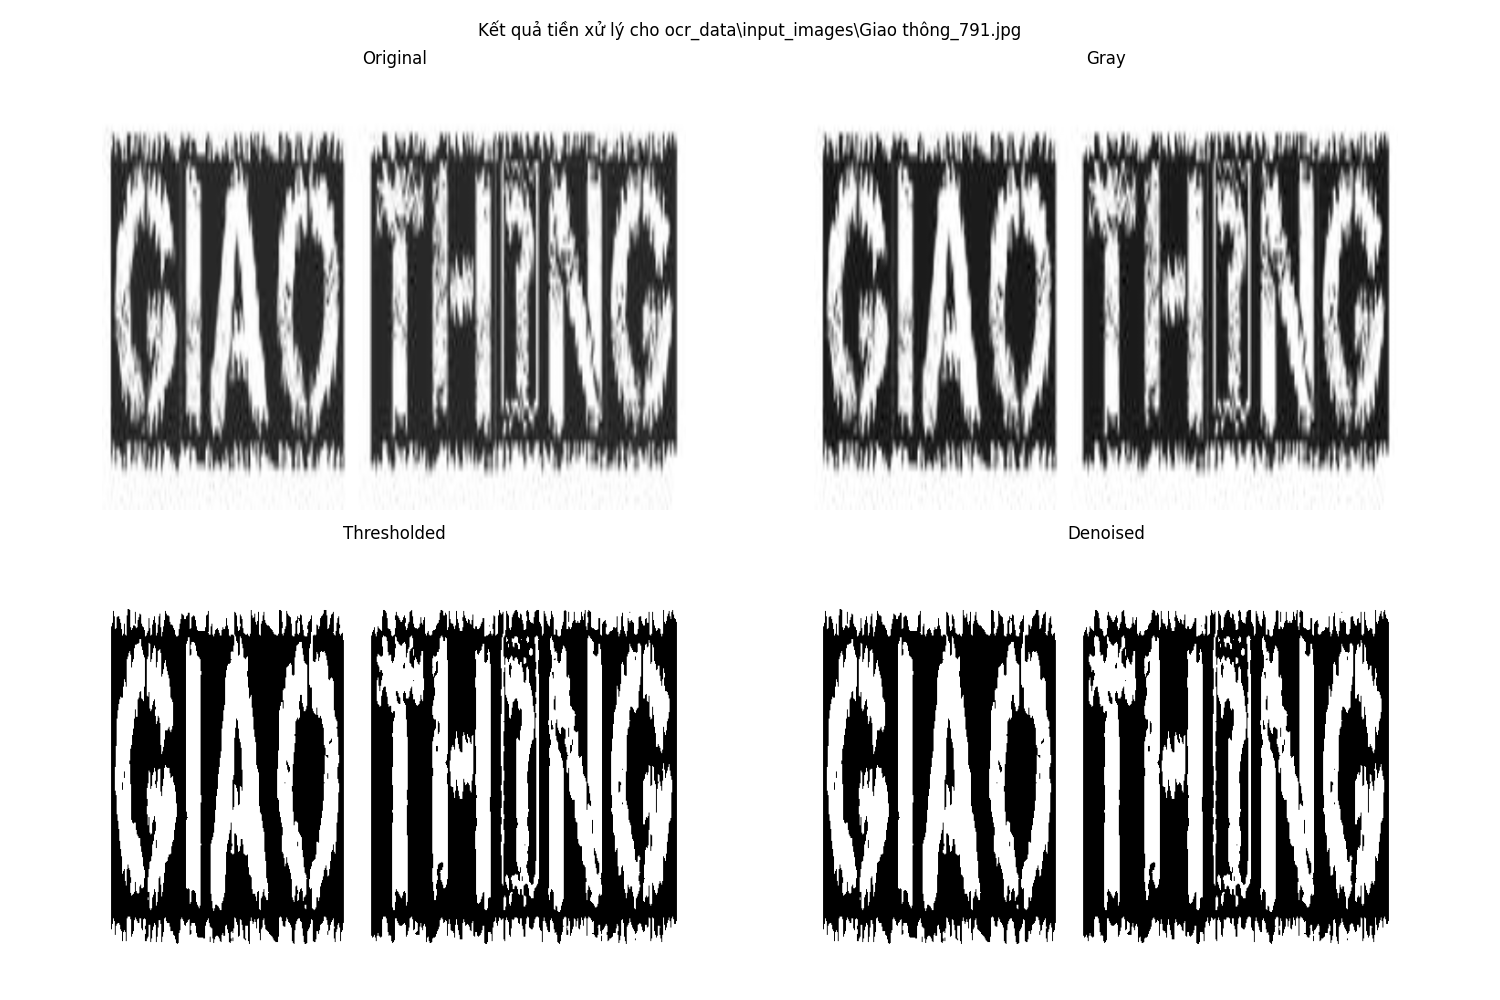 Kết quả tiền xử lý cho ocr_data\input_images\Giao thông_791.jpg
Original
Gray
GIAO
GIAO
Thresholded
Denoised
GIAO
GIAO